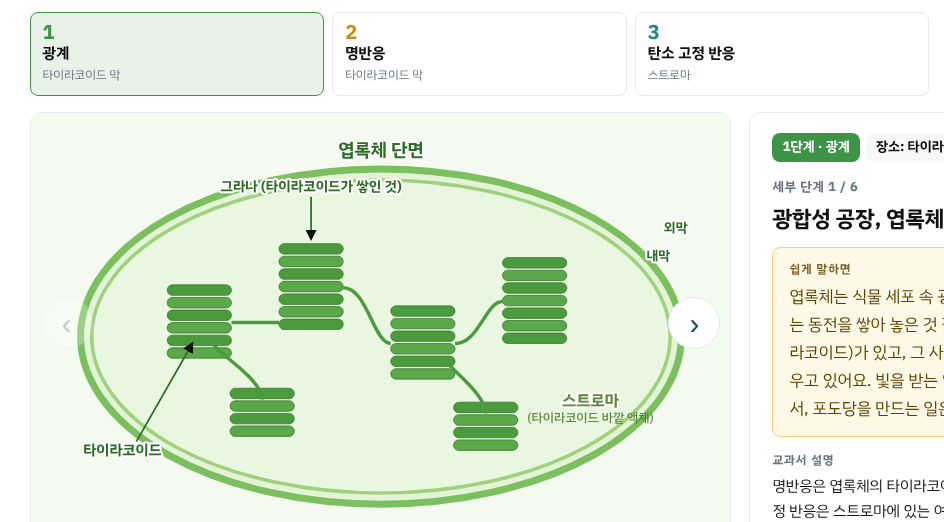 1
광계
타이라코이드 막
2
명반응
타이라코이드 막
3
탄소 고정 반응
스트로마
엽록체 단면
그라나 (타이라코이드가 쌓인 것)
외막
내막
스트로마
(타이라코이드 바깥 액체)
타이라코이드
1단계 · 광계
장소: 타이라
세부 단계 1 / 6
광합성 공장, 엽록체
쉽게 말하면
엽록체는 식물 세포 속
는 동전을 쌓아 놓은 것
라코이드)가 있고, 그 사
우고 있어요. 빛을 받는
서, 포도당을 만드는 일은
교과서 설명
명반응은 엽록체의 타이라코
정 반응은 스트로마에 있는